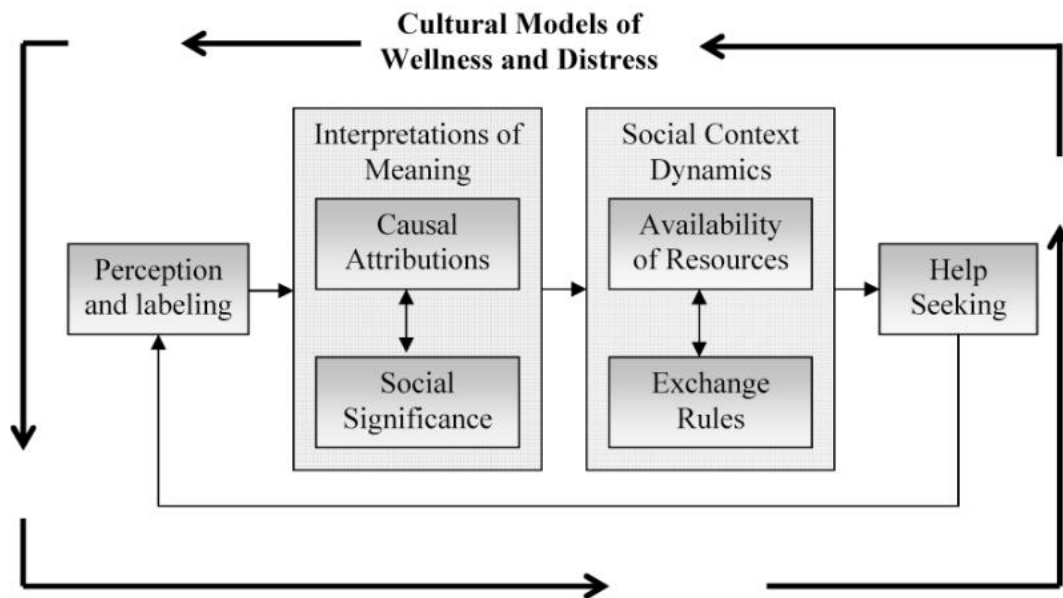 Cultural Models of
Wellness and Distress
Perception
and labeling
Interpretations of
Meaning
Causal
Attributions
Social
Significance
Social Context
Dynamics
Availability
of Resources
Exchange
Rules
Help
Seeking